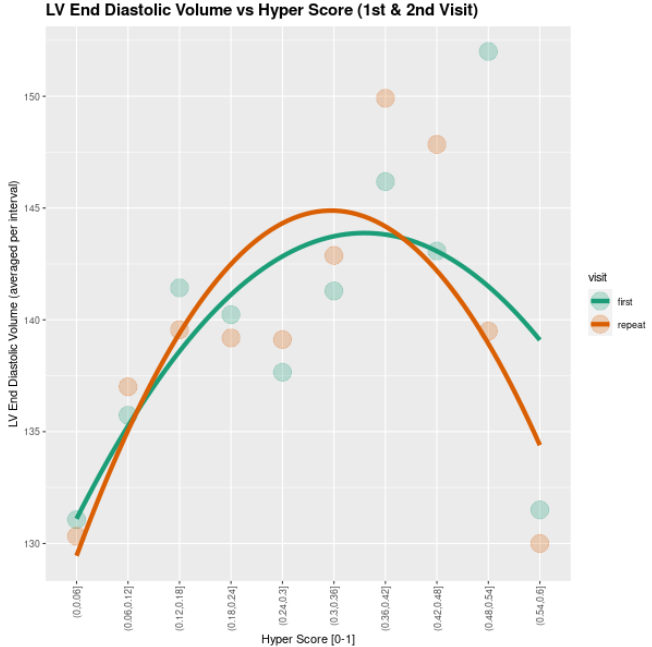 LV End Diastolic Volume vs Hyper Score (1st & 2nd Visit)
LV End Diastolic Volume (averaged per interval)
150
145
140
135
130
(0,0.06]
(0.06,0.12]
(0.12,0.18]
(0.18,0.24]
(0.24,0.3]
(0.3,0.36]
(0.36,0.42]
(0.42,0.48]
(0.48,0.54]
(0.54,0.6]
Hyper Score [0-1]
visit
first
repeat